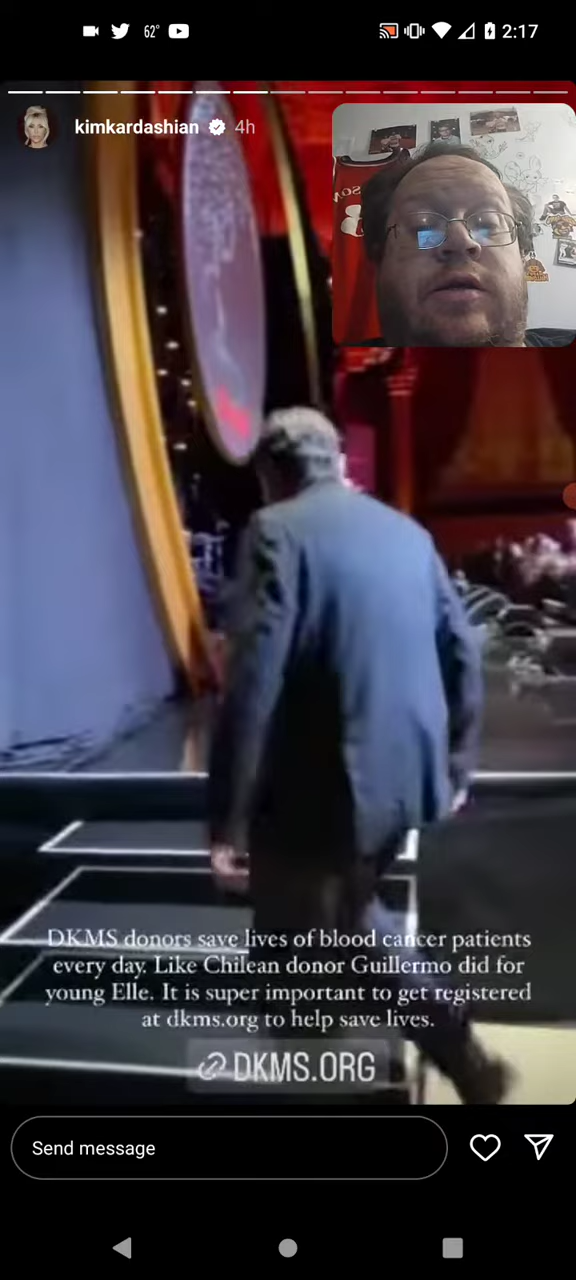 62° 2:17
kimkardashian 4h
DKMS donors save lives of blood cancer patients
every day. Like Chilean donor Guillermo did for
young Elle. It is super important to get registered
at dkms.org to help save lives.
DKMS.ORG
Send message